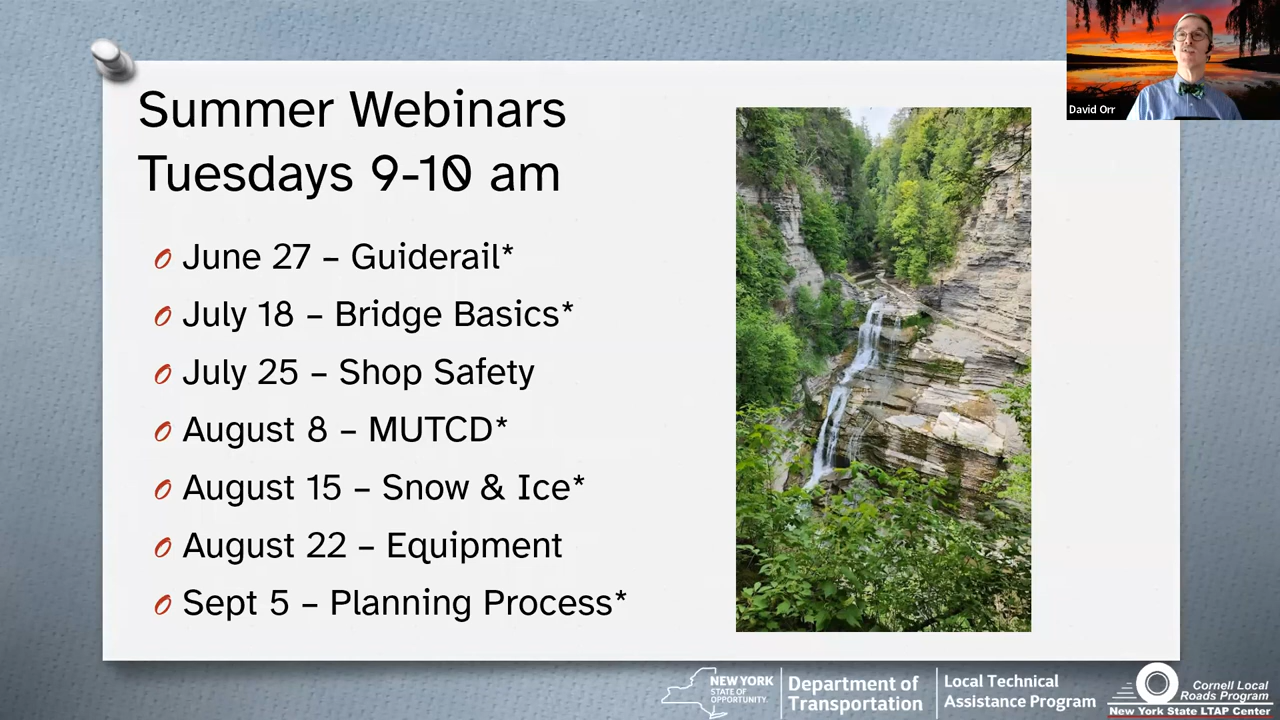 Summer Webinars
Tuesdays 9-10 am
June 27 – Guiderail*
July 18 – Bridge Basics*
July 25 – Shop Safety
August 8 – MUTCD*
August 15 – Snow & Ice*
August 22 – Equipment
Sept 5 – Planning Process*
David Orr
NEW YORK
STATE OF
OPPORTUNITY.
Department of
Transportation
Local Technical
Assistance Program
Cornell Local
Roads Program
New York State LTAP Center